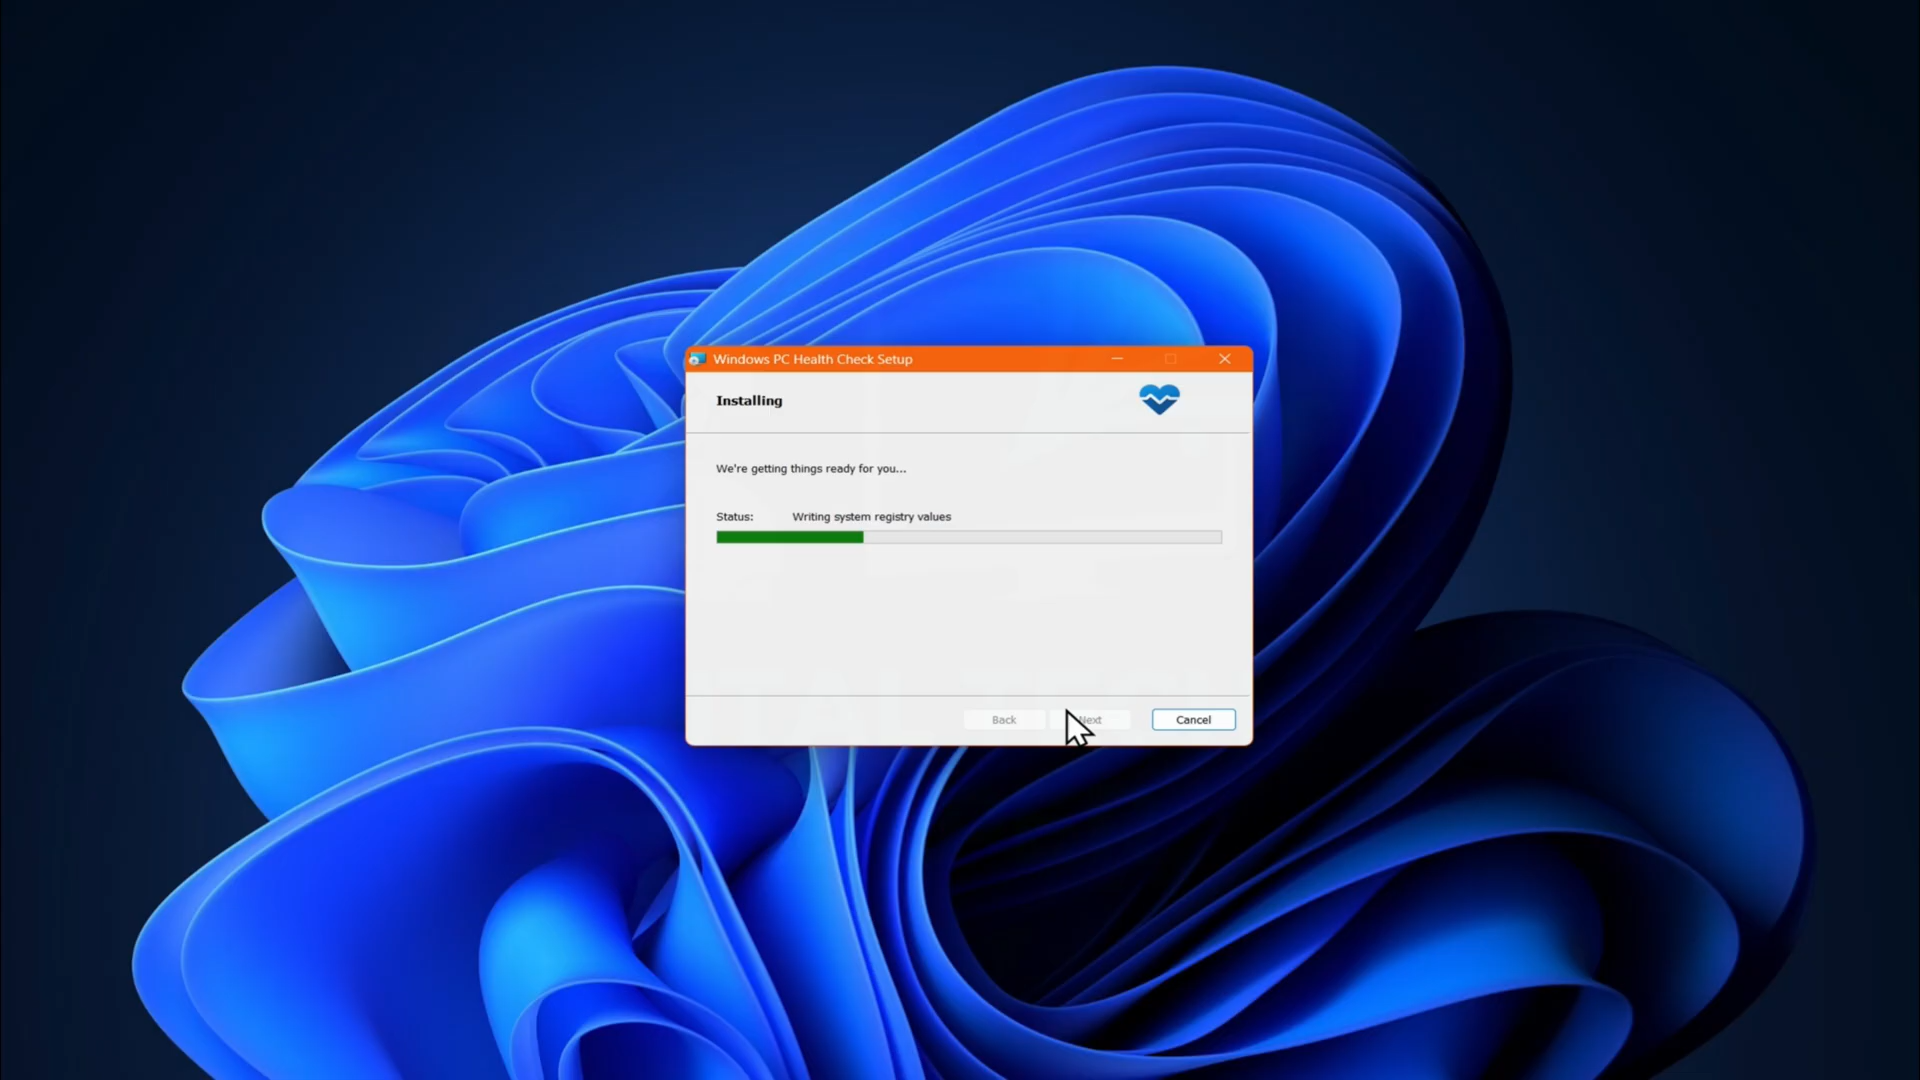 Windows PC Health Check Setup
Installing
We're getting things ready for you...
Status: Writing system registry values
Back Next Cancel